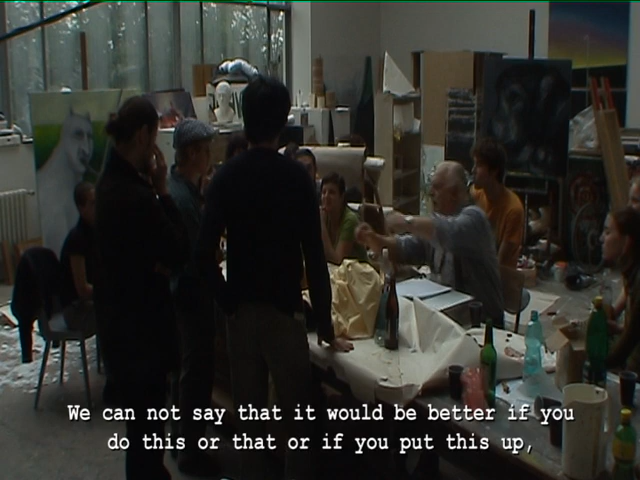 We can not say that it would be better if you
do this or that or if you put this up,